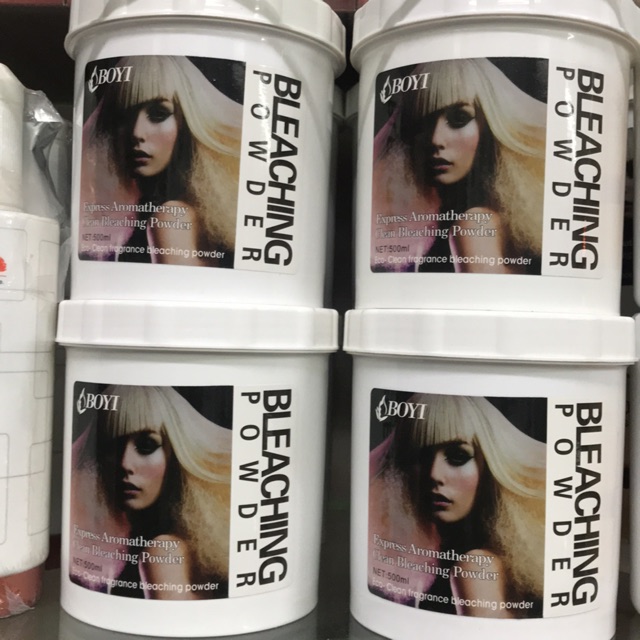 BOYI
Express Aromatherapy
Clean Bleaching Powder
NET:500ml
Eco-Clean fragrance bleaching powder
BLEACHING
POWDER
BOYI
Express Aromatherapy
Clean Bleaching Powder
NET:500ml
Eco-Clean fragrance bleaching powder
BLEACHING
POWDER
BOYI
Express Aromatherapy
Clean Bleaching Powder
NET:500ml
Eco-Clean fragrance bleaching powder
BLEACHING
POWDER
BOYI
Express Aromatherapy
Clean Bleaching Powder
NET:500ml
Eco-Clean fragrance bleaching powder
BLEACHING
POWDER